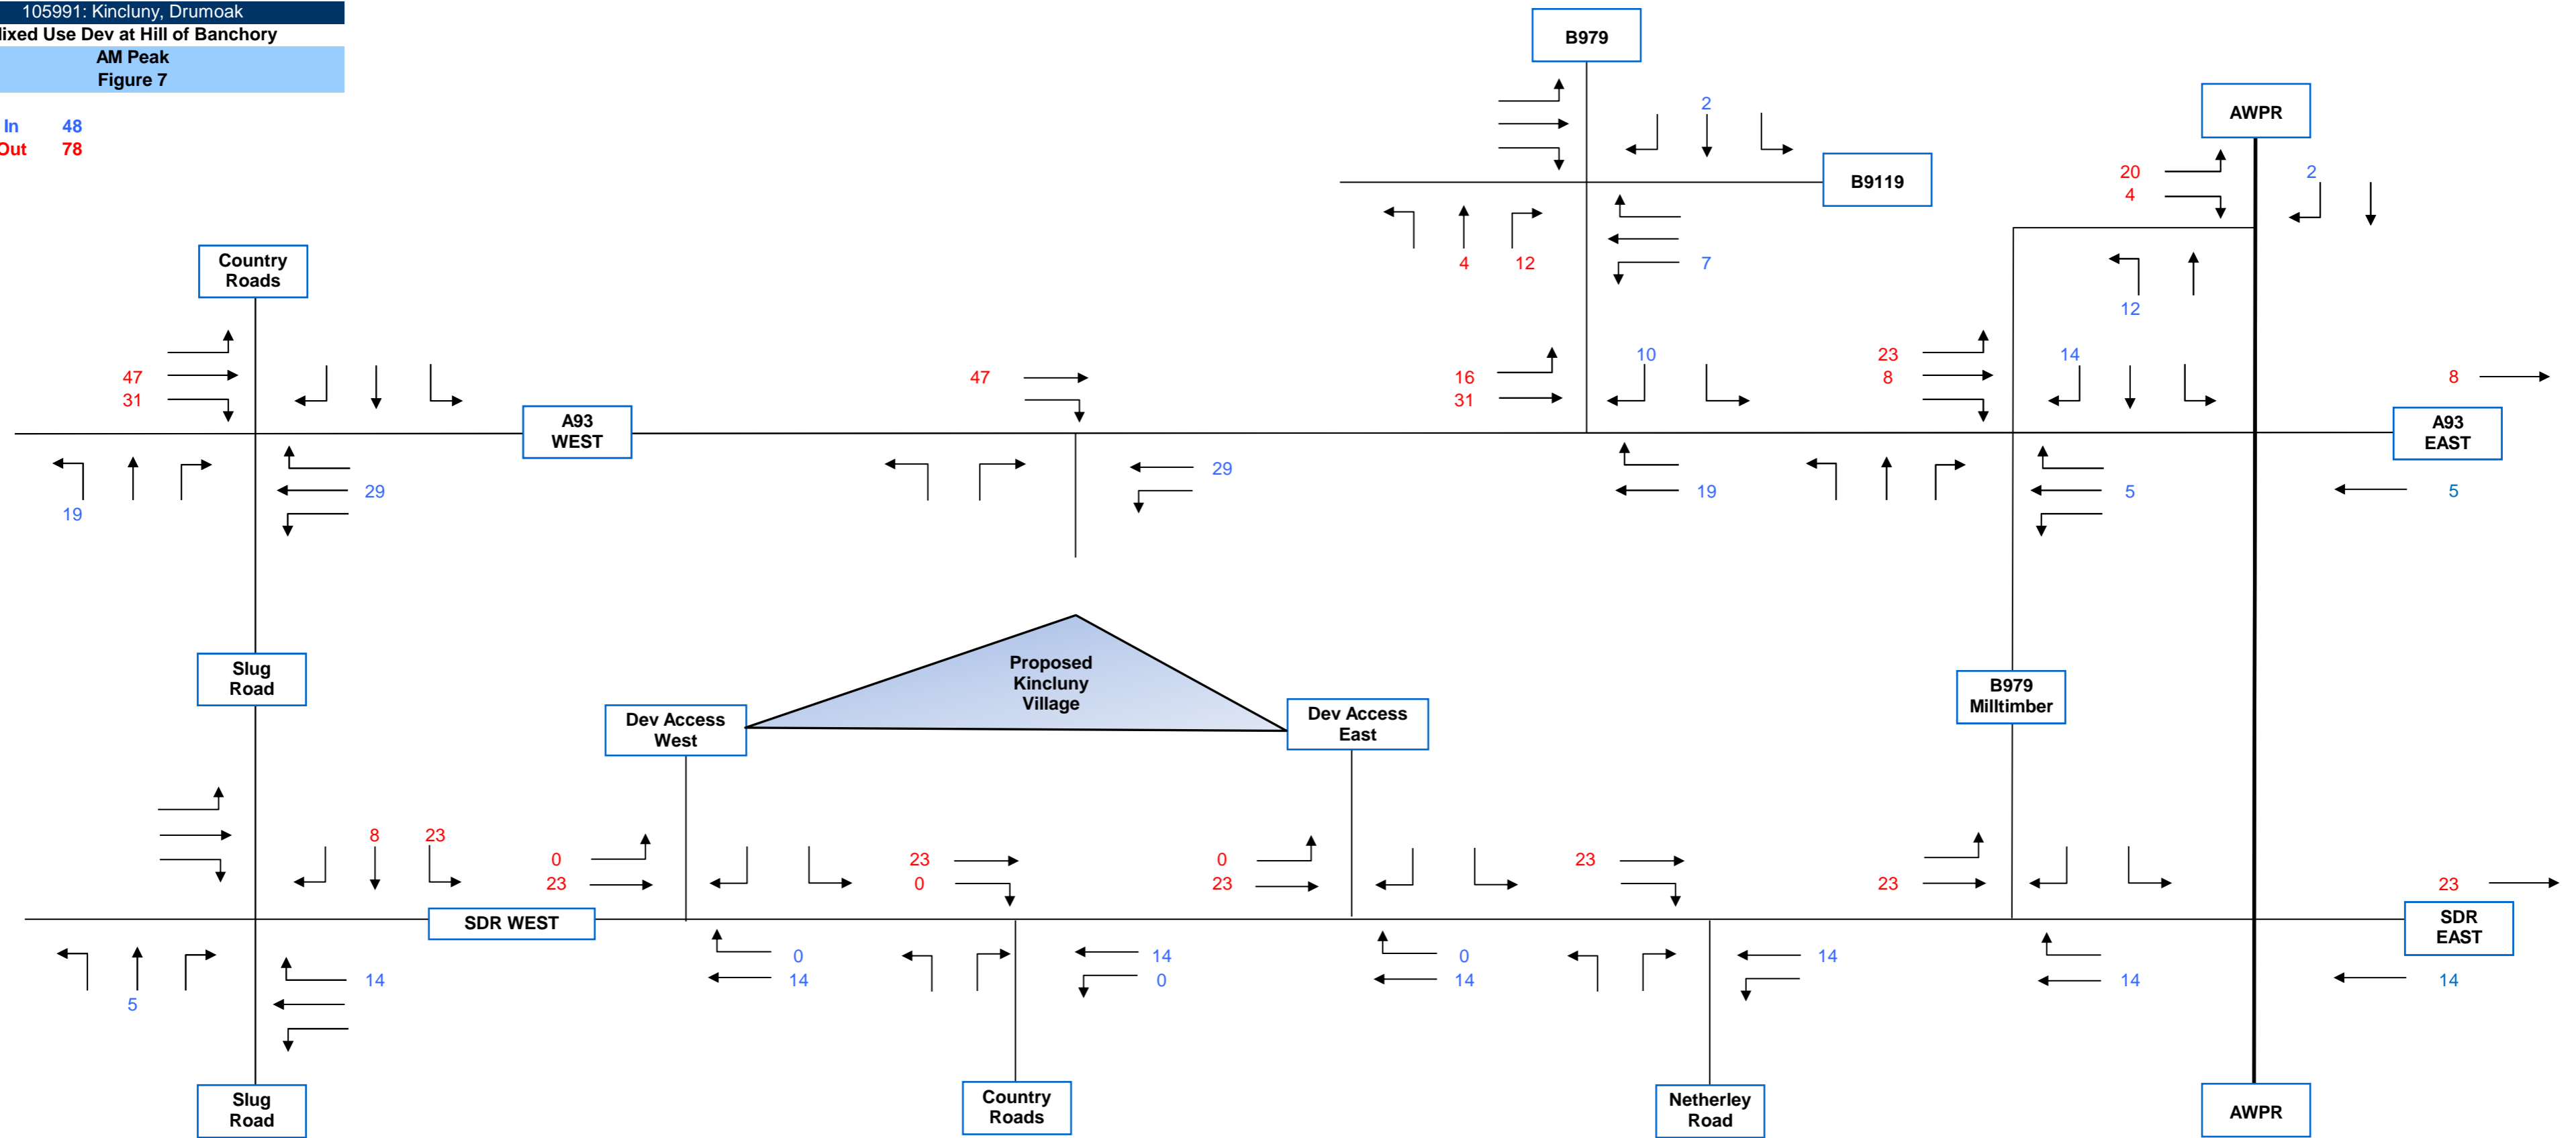 105991: Kincluny, Drumoak
ixed Use Dev at Hill of Banchory
AM Peak
Figure 7
In 48
Out 78
B979
2
B9119
4 12
7
AWPR
20
4
2
12
Country
Roads
47
31
19
29
A93
WEST
47
29
16
31
10
19
23
8
14
5
8
A93
EAST
5
Slug
Road
Proposed
Kincluny
Village
Dev Access
West
Dev Access
East
B979
Milltimber
8 23
5
14
SDR WEST
0
23
0
14
23
0
14
0
0
23
0
14
23
14
23
14
23
SDR
EAST
14
Slug
Road
Country
Roads
Netherley
Road
AWPR